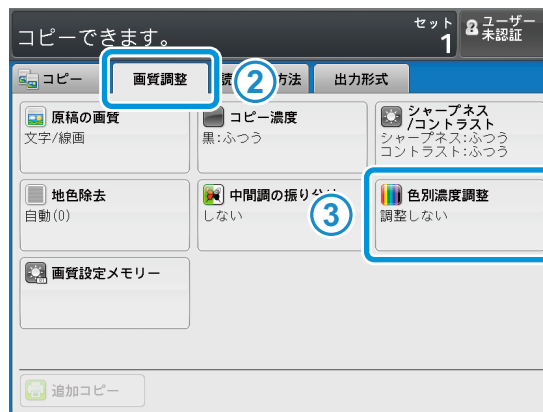 コピーできます。
セット
1
ユーザー
未認証
コピー
画質調整
②
読
方法
出力形式
原稿の画質
文字/線画
コピー濃度
黒:ふつう
シャープネス
/コントラスト
シャープネス:ふつう
コントラスト:ふつう
地色除去
自動(0)
中間調の振り
しない
③
色別濃度調整
調整しない
画質設定メモリー
追加コピー